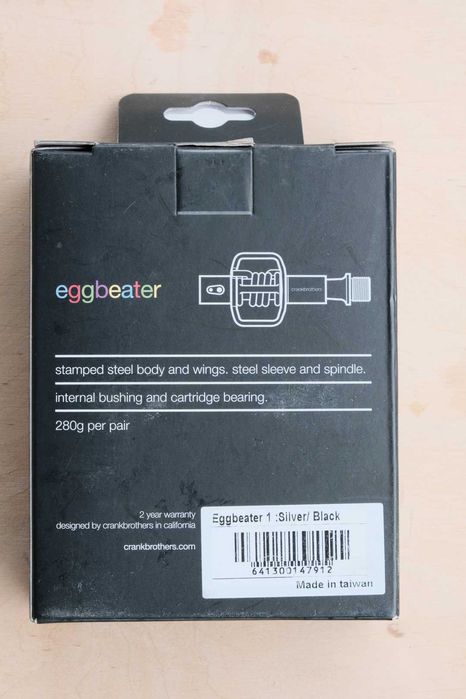 eggbeater
crankbrothers
stamped steel body and wings. steel sleeve and spindle.
internal bushing and cartridge bearing.
280g per pair
2 year warranty
designed by crankbrothers in california
crankbrothers.com
Eggbeater 1 :Silver/ Black
641300147912
Made in taiwan